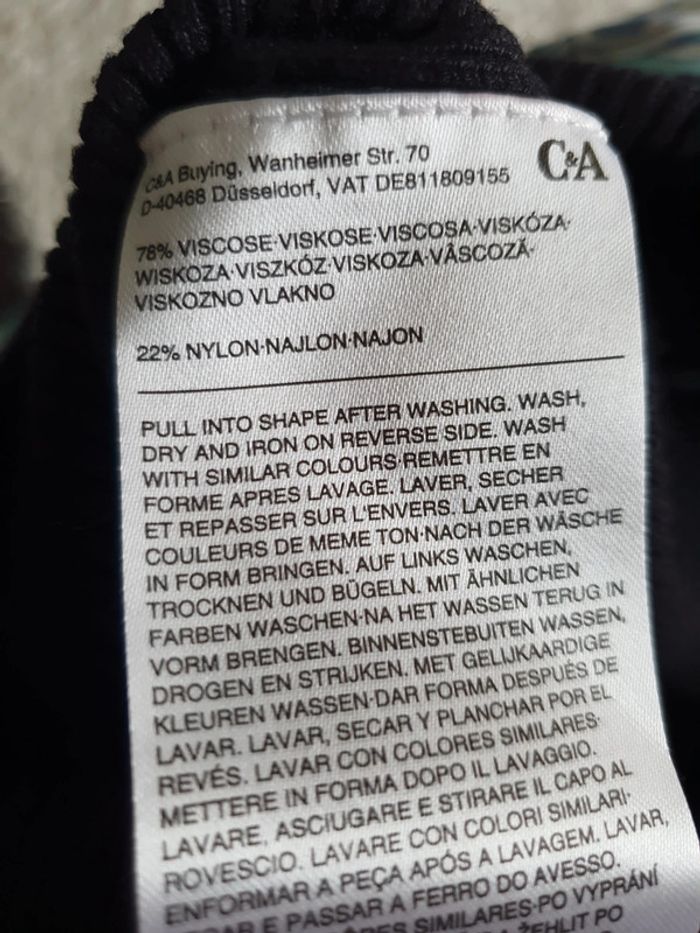 C&A Buying, Wanheimer Str. 70
D-40468 Düsseldorf, VAT DE811809155
C&A
78% VISCOSE·VISKOSE·VISCOSA·VISKÓZA·
WISKOZA·VISZKÓZ·VISKOZA·VÂSCOZĂ·
VISKOZNO VLAKNO
22% NYLON·NAJLON·NAJON
PULL INTO SHAPE AFTER WASHING. WASH,
DRY AND IRON ON REVERSE SIDE. WASH
WITH SIMILAR COLOURS·REMETTRE EN
FORME APRES LAVAGE. LAVER, SECHER
ET REPASSER SUR L'ENVERS. LAVER AVEC
COULEURS DE MEME TON·NACH DER WÄSCHE
IN FORM BRINGEN. AUF LINKS WASCHEN,
TROCKNEN UND BÜGELN. MIT ÄHNLICHEN
FARBEN WASCHEN·NA HET WASSEN TERUG IN
VORM BRENGEN. BINNENSTEBUITEN WASSEN,
DROGEN EN STRIJKEN. MET GELIJKAARDIGE
KLEUREN WASSEN·DAR FORMA DESPUÉS DE
LAVAR. LAVAR, SECAR Y PLANCHAR POR EL
REVÉS. LAVAR CON COLORES SIMILARES·
METTERE IN FORMA DOPO IL LAVAGGIO.
LAVARE, ASCIUGARE E STIRARE IL CAPO AL
ROVESCIO. LAVARE CON COLORI SIMILARI·
ENFORMAR A PEÇA APÓS A LAVAGEM. LAVAR,
E PASSAR A FERRO DO AVESSO.
SIMILARES·PO VYPRÁNÍ
ŽEHLIT PO